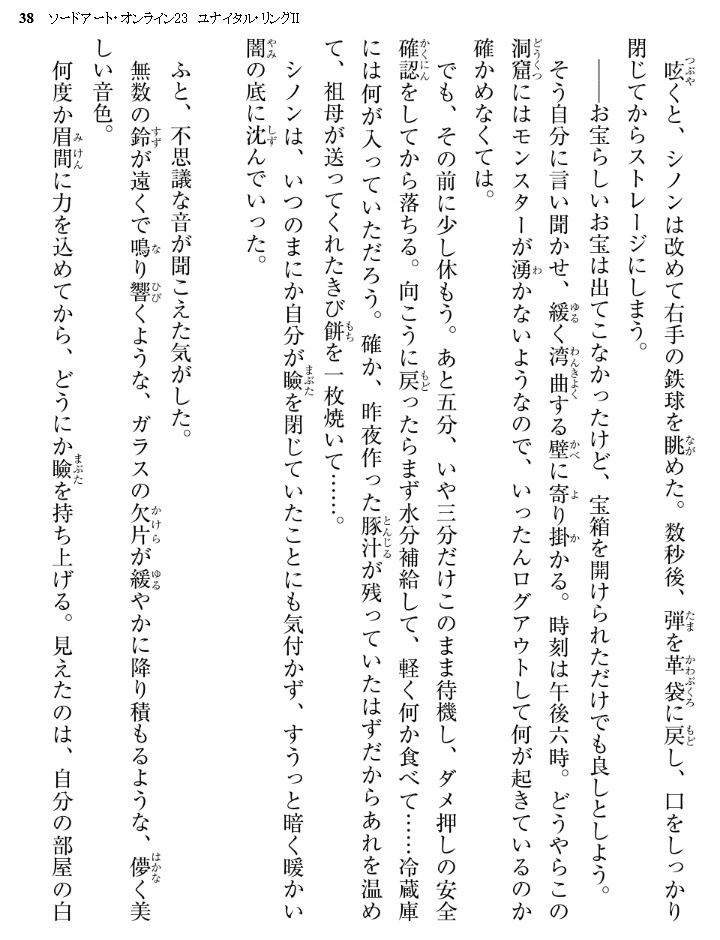 38 ソードアート・オンライン23 ユナイタル・リングⅡ
呟くと、シノンは改めて右手の鉄球を眺めた。数秒後、弾を革袋に戻し、口をしっかり
閉じてからストレージにしまう。
――お宝らしいお宝は出てこなかったけど、宝箱を開けられただけでも良しとしよう。
そう自分に言い聞かせ、緩く湾曲する壁に寄り掛かる。時刻は午後六時。どうやらこの
洞窟にはモンスターが湧かないようなので、いったんログアウトして何が起きているのか
確かめなくては。
でも、その前に少し休もう。あと五分、いや三分だけこのまま待機し、ダメ押しの安全
確認をしてから落ちる。向こうに戻ったらまず水分補給して、軽く何か食べて……冷蔵庫
には何が入っていただろう。確か、昨夜作った豚汁が残っていたはずだからあれを温め
て、祖母が送ってくれたきび餅を一枚焼いて……。
シノンは、いつのまにか自分が瞼を閉じていたことにも気付かず、すうっと暗く暖かい
闇の底に沈んでいった。
ふと、不思議な音が聞こえた気がした。
無数の鈴が遠くで鳴り響くような、ガラスの欠片が緩やかに降り積もるような、儚く美
しい音色。
何度か眉間に力を込めてから、どうにか瞼を持ち上げる。見えたのは、自分の部屋の白